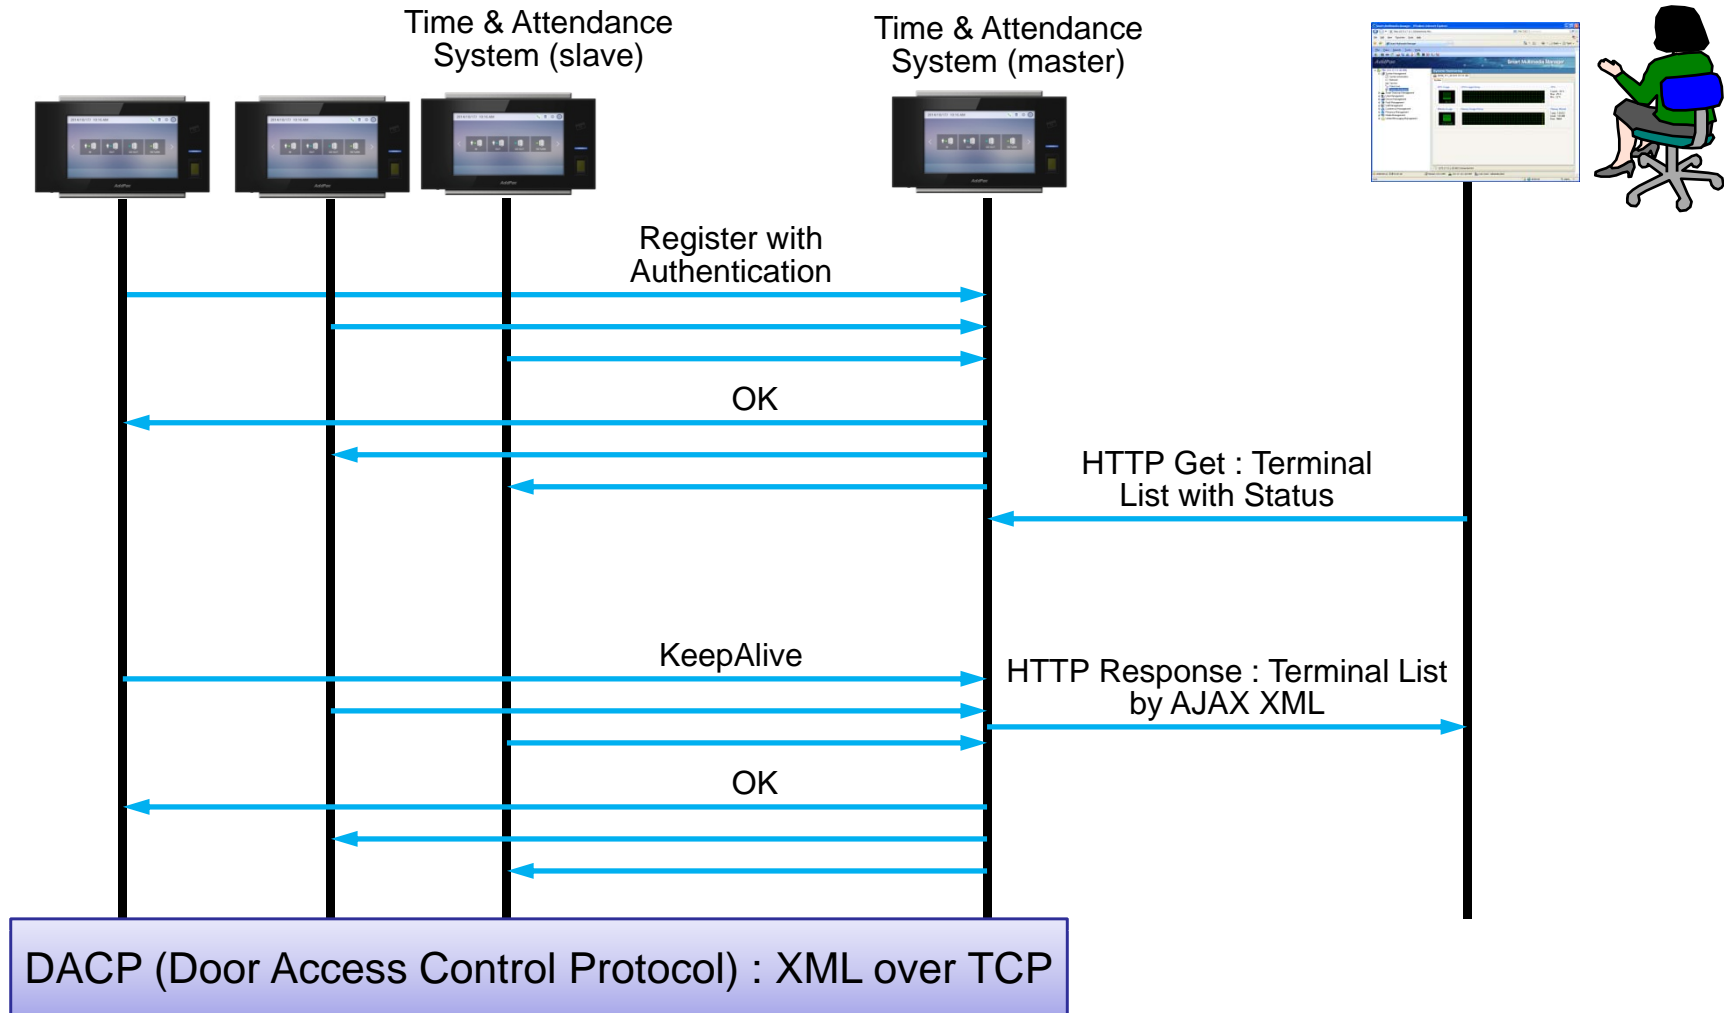 Time & Attendance
System (slave)
Time & Attendance
System (master)
Register with
Authentication
OK
HTTP Get : Terminal
List with Status
KeepAlive
HTTP Response : Terminal List
by AJAX XML
OK
DACP (Door Access Control Protocol) : XML over TCP